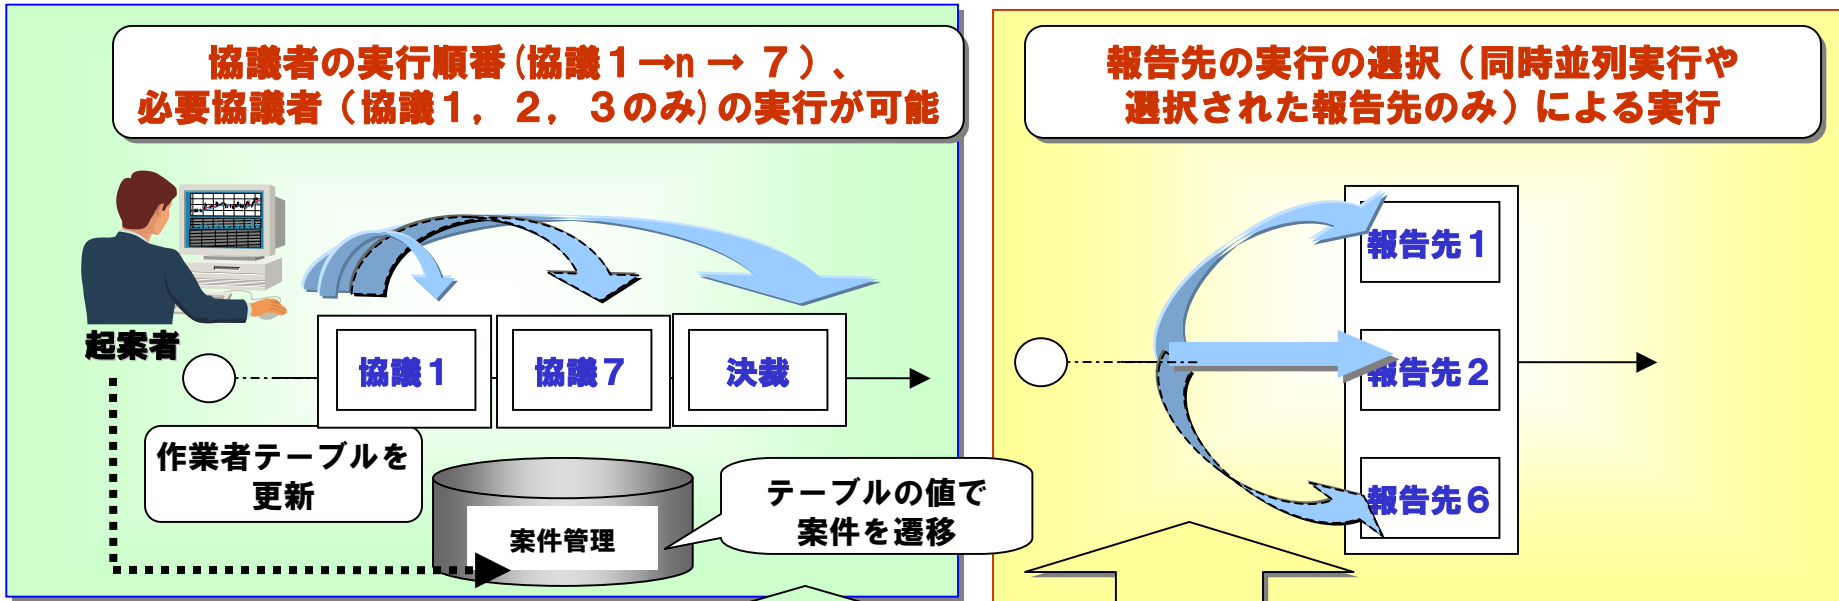 協議者の実行順番(協議１→n → ７）、
必要協議者（協議１，２，３のみ)の実行が可能
起案者
協議１
協議７
決裁
作業者テーブルを
更新
案件管理
テーブルの値で
案件を遷移
報告先の実行の選択（同時並列実行や
選択された報告先のみ）による実行
報告先１
報告先２
報告先６